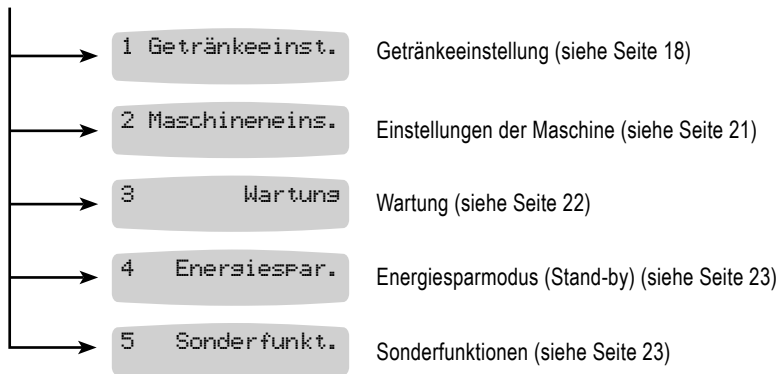 1 Getränkeeinst. Getränkeeinstellung (siehe Seite 18)
2 Maschineneins. Einstellungen der Maschine (siehe Seite 21)
3 Wartung Wartung (siehe Seite 22)
4 Energiespar. Energiesparmodus (Stand-by) (siehe Seite 23)
5 Sonderfunkt. Sonderfunktionen (siehe Seite 23)